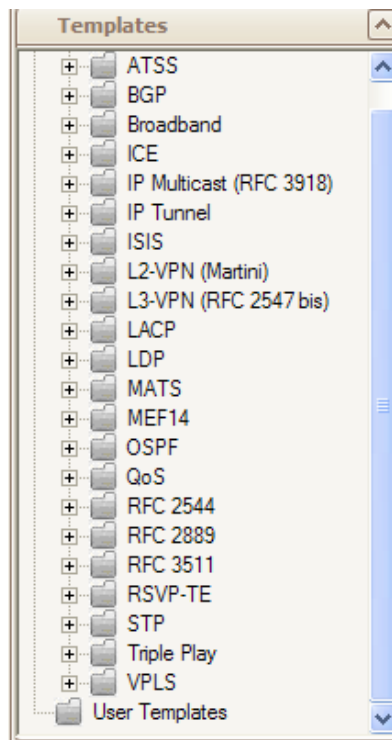 Templates
ATSS
BGP
Broadband
ICE
IP Multicast (RFC 3918)
IP Tunnel
ISIS
L2-VPN (Martini)
L3-VPN (RFC 2547 bis)
LACP
LDP
MATS
MEF14
OSPF
QoS
RFC 2544
RFC 2889
RFC 3511
RSVP-TE
STP
Triple Play
VPLS
User Templates